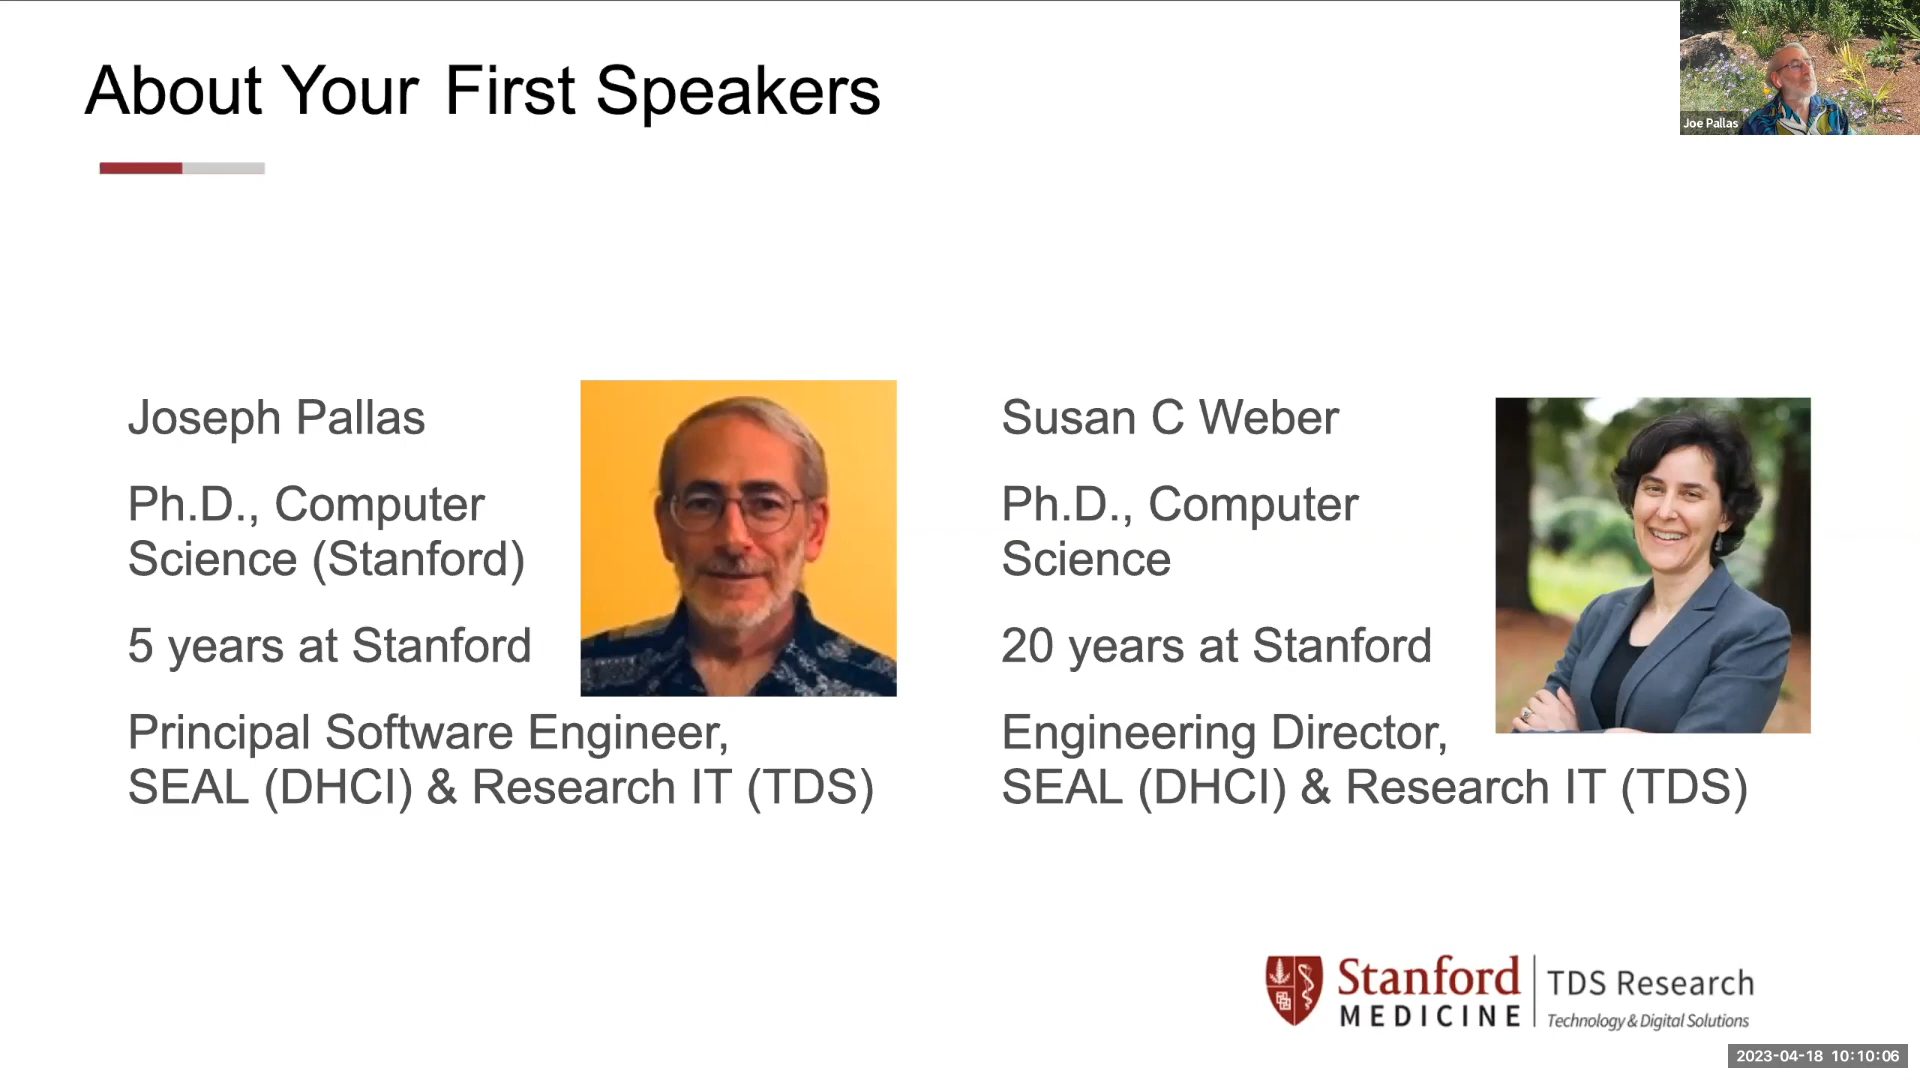 About Your First Speakers
Joe Pallas
Joseph Pallas
Ph.D., Computer
Science (Stanford)
5 years at Stanford
Principal Software Engineer,
SEAL (DHCI) & Research IT (TDS)
Susan C Weber
Ph.D., Computer
Science
20 years at Stanford
Engineering Director,
SEAL (DHCI) & Research IT (TDS)
Stanford
MEDICINE
TDS Research
Technology & Digital Solutions
2023-04-18 10:10:06